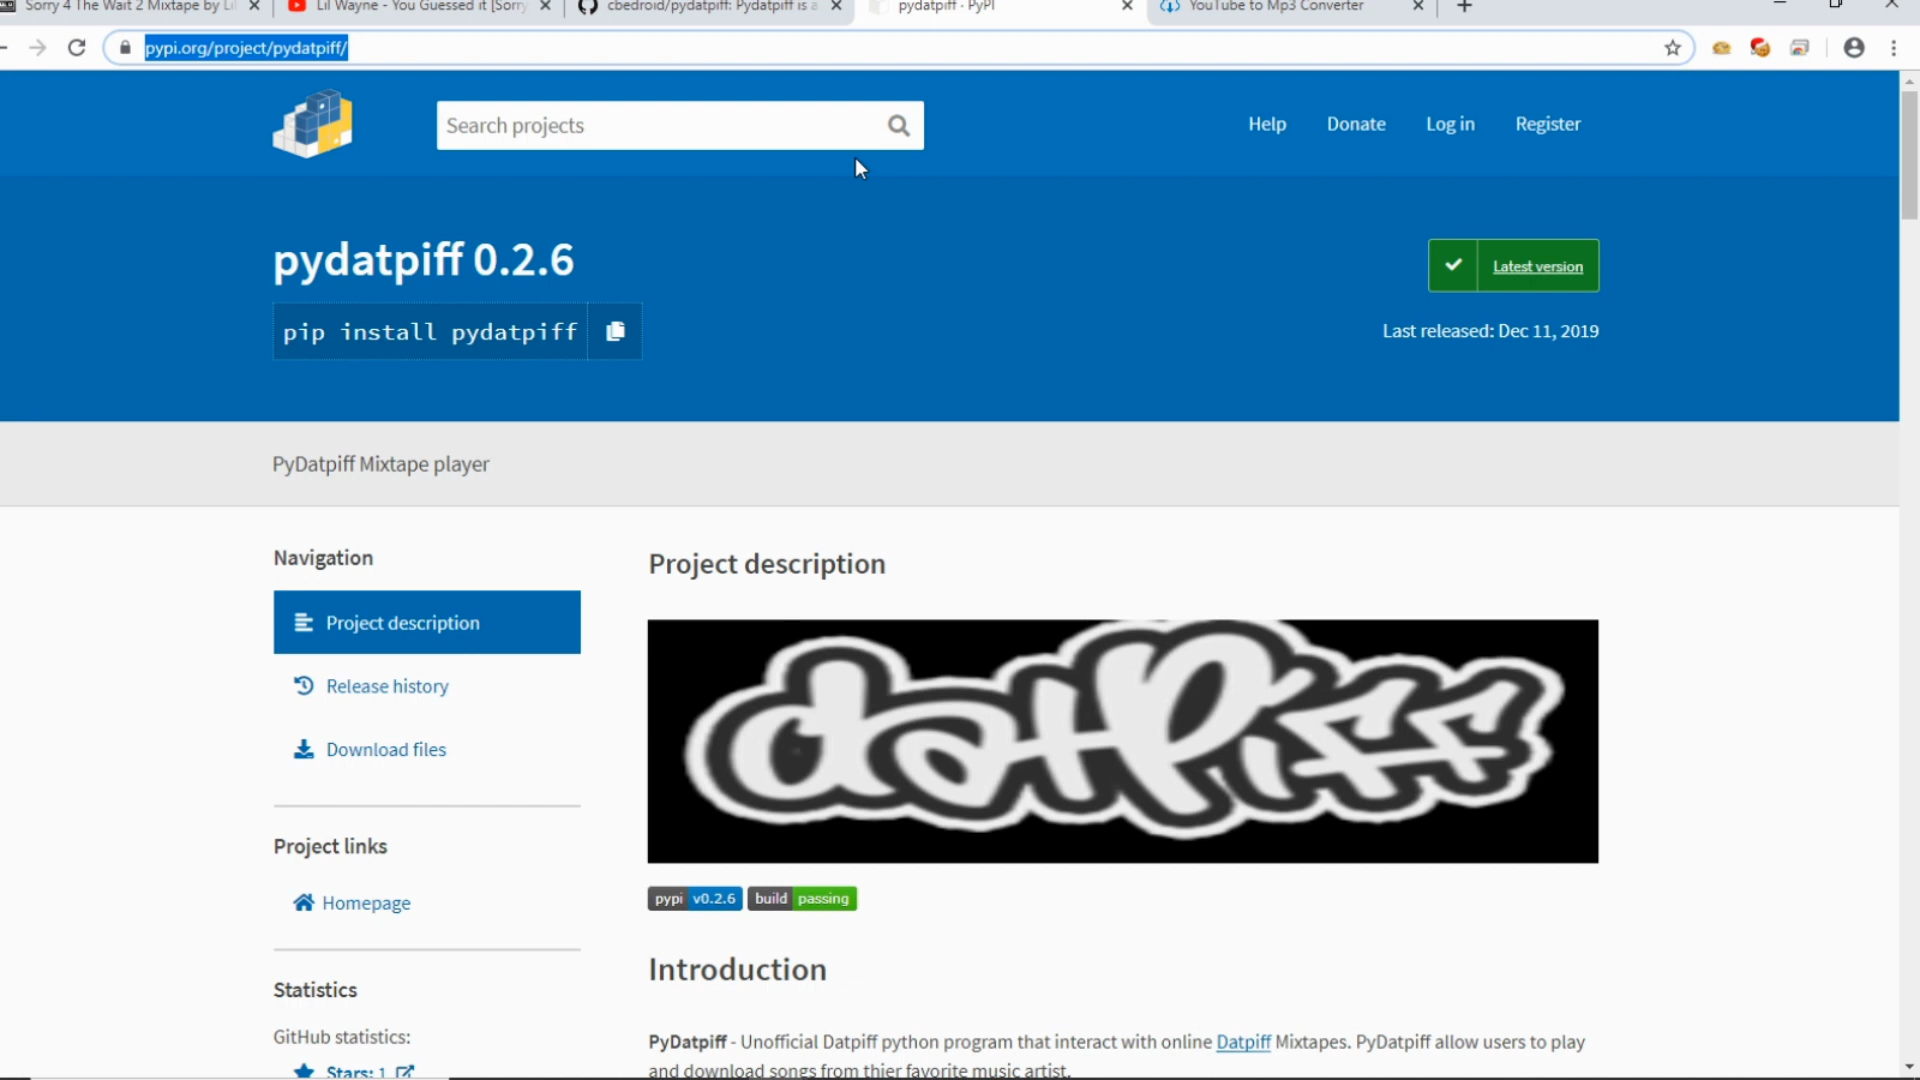 Sorry 4 The Wait 2 Mixtape by Li
Lil Wayne - You Guessed it [Sorry
cbedroid/pydatpiff: Pydatpiff is a
pydatpiff · PyPI
YouTube to Mp3 Converter
pypi.org/project/pydatpiff/
Search projects
Help
Donate
Log in
Register
pydatpiff 0.2.6
Latest version
pip install pydatpiff
Last released: Dec 11, 2019
PyDatpiff Mixtape player
Navigation
Project description
Release history
Download files
Project links
Homepage
Statistics
GitHub statistics:
Stars: 1
Project description
datPiff
pypi v0.2.6 build passing
Introduction
PyDatpiff - Unofficial Datpiff python program that interact with online Datpiff Mixtapes. PyDatpiff allow users to play
and download songs from thier favorite music artist.